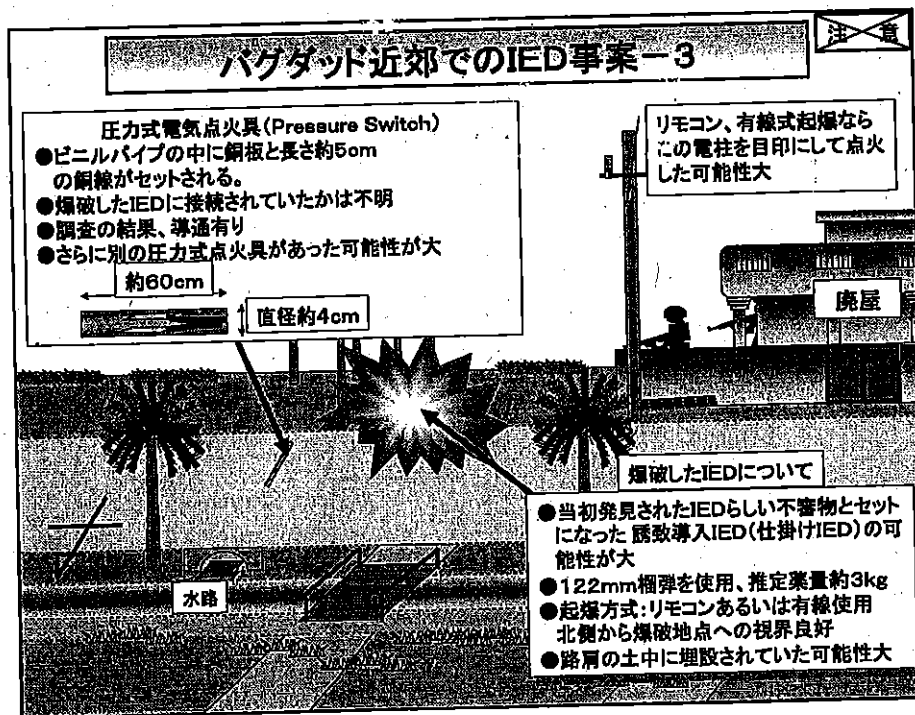 注意
バグダッド近郊でのIED事案－3
圧力式電気点火具(Pressure Switch)
●ビニルパイプの中に銅板と長さ約5cm
の銅線がセットされる。
●爆破したIEDに接続されていたかは不明
●調査の結果、導通有り
●さらに別の圧力式点火具があった可能性が大
約60cm
直径約4cm
リモコン、有線式起爆なら
この電柱を目印にして点火
した可能性大
廃屋
水路
爆破したIEDについて
●当初発見されたIEDらしい不審物とセット
になった 誘致導入IED(仕掛けIED)の可
能性が大
●122mm榴弾を使用、推定薬量約3kg
●起爆方式:リモコンあるいは有線使用
北側から爆破地点への視界良好
●路肩の土中に埋設されていた可能性大